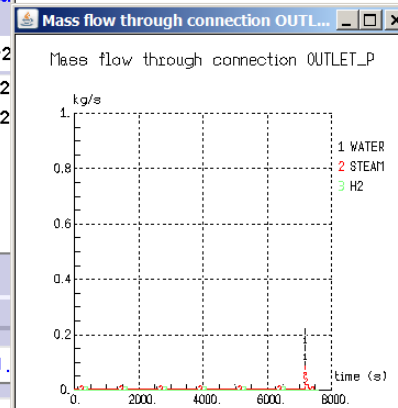 Mass flow through connection OUTL...
Mass flow through connection OUTLET_P
kg/s
1.
1 WATER
0.8
2 STEAM
3 H2
0.6
0.4
0.2
time (s)
0.
0. 2000. 4000. 6000. 8000.